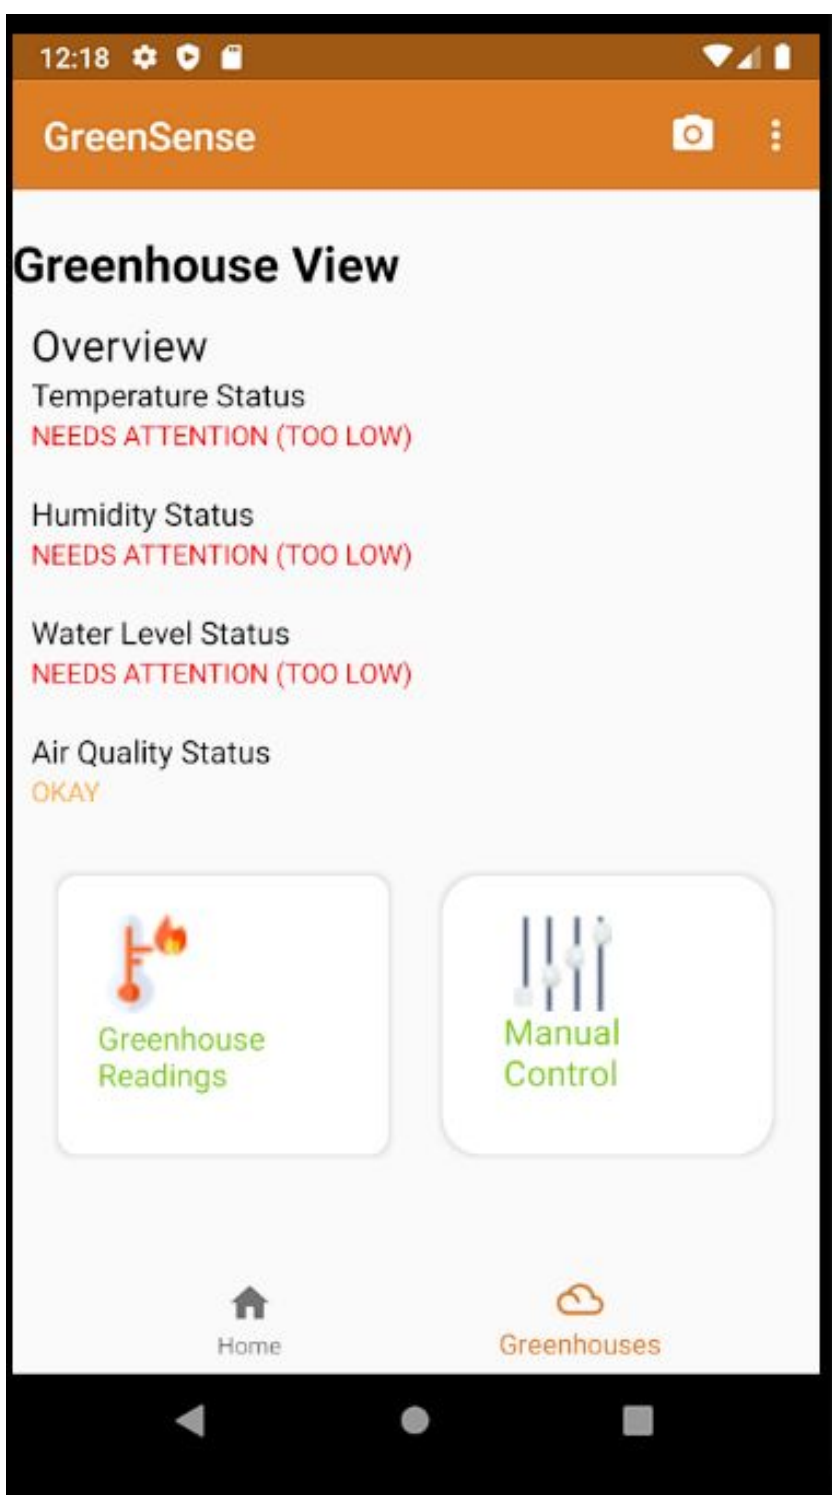 12:18
GreenSense
Greenhouse View
Overview
Temperature Status
NEEDS ATTENTION (TOO LOW)
Humidity Status
NEEDS ATTENTION (TOO LOW)
Water Level Status
NEEDS ATTENTION (TOO LOW)
Air Quality Status
OKAY
Greenhouse
Readings
Manual
Control
Home
Greenhouses